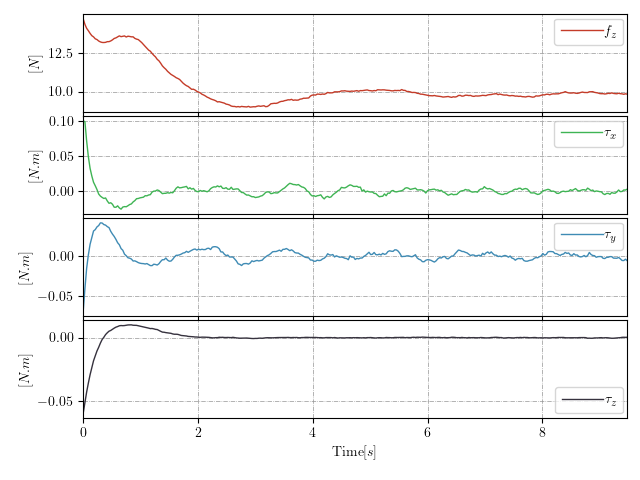 12.5
10.0
[N]
f_z
0.10
0.05
0.00
[N.m]
τ_x
0.00
−0.05
[N.m]
τ_y
0.00
−0.05
[N.m]
τ_z
0 2 4 6 8
Time[s]